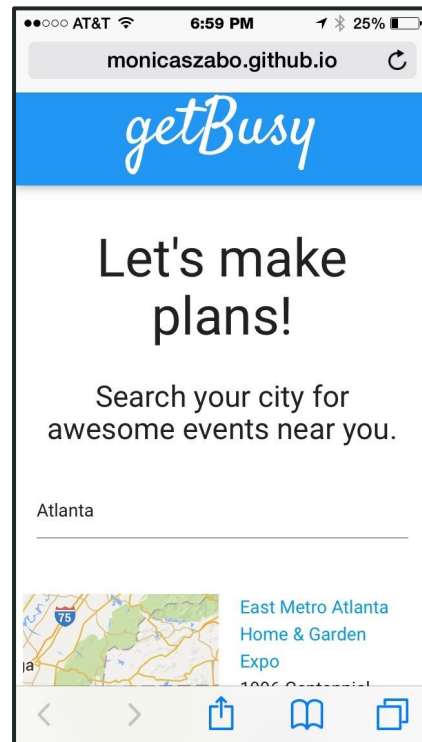 AT&T 6:59 PM 25%
monicaszabo.github.io
getBusy
Let's make
plans!
Search your city for
awesome events near you.
Atlanta
75
East Metro Atlanta
Home & Garden
Expo